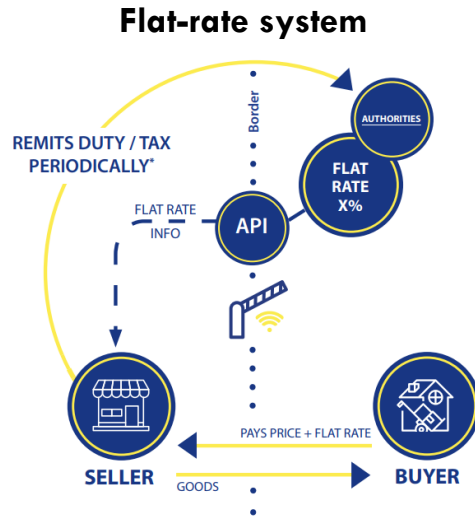 Flat-rate system
Border
AUTHORITIES
REMITS DUTY / TAX
PERIODICALLY*
FLAT
RATE
X%
FLAT RATE
INFO
API
PAYS PRICE + FLAT RATE
SELLER
GOODS
BUYER